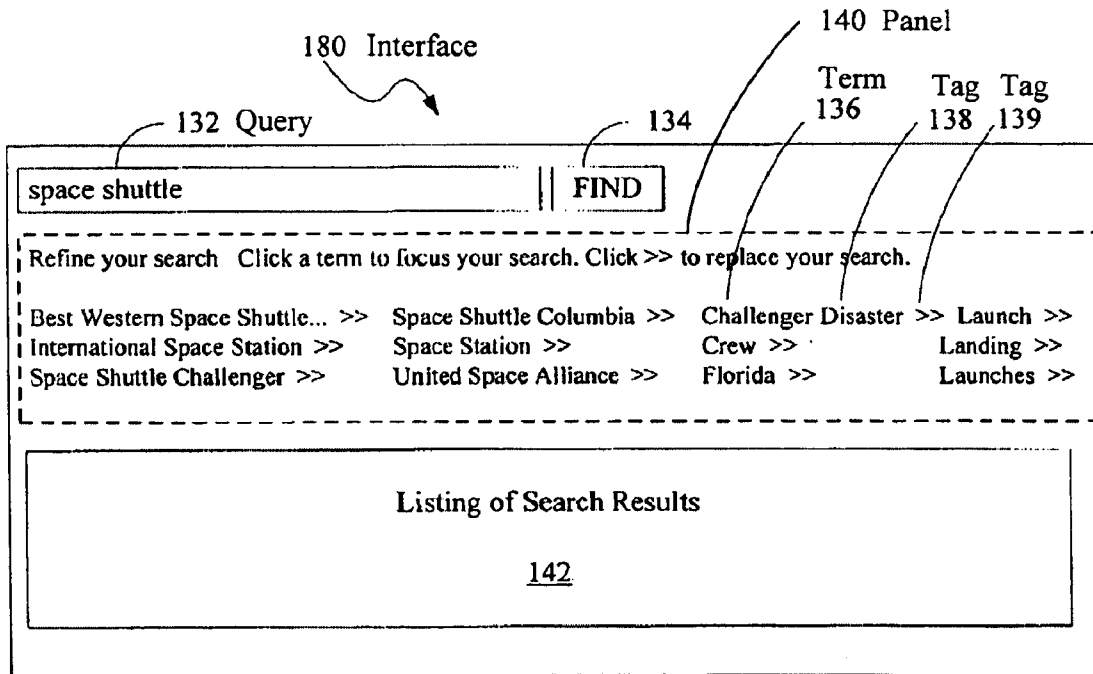 140 Panel
180 Interface
Term Tag Tag
136 138 139
132 Query 134
space shuttle FIND
Refine your search Click a term to focus your search. Click >> to replace your search.
Best Western Space Shuttle... >> Space Shuttle Columbia >> Challenger Disaster >> Launch >>
International Space Station >> Space Station >> Crew >> Landing >>
Space Shuttle Challenger >> United Space Alliance >> Florida >> Launches >>
Listing of Search Results
142